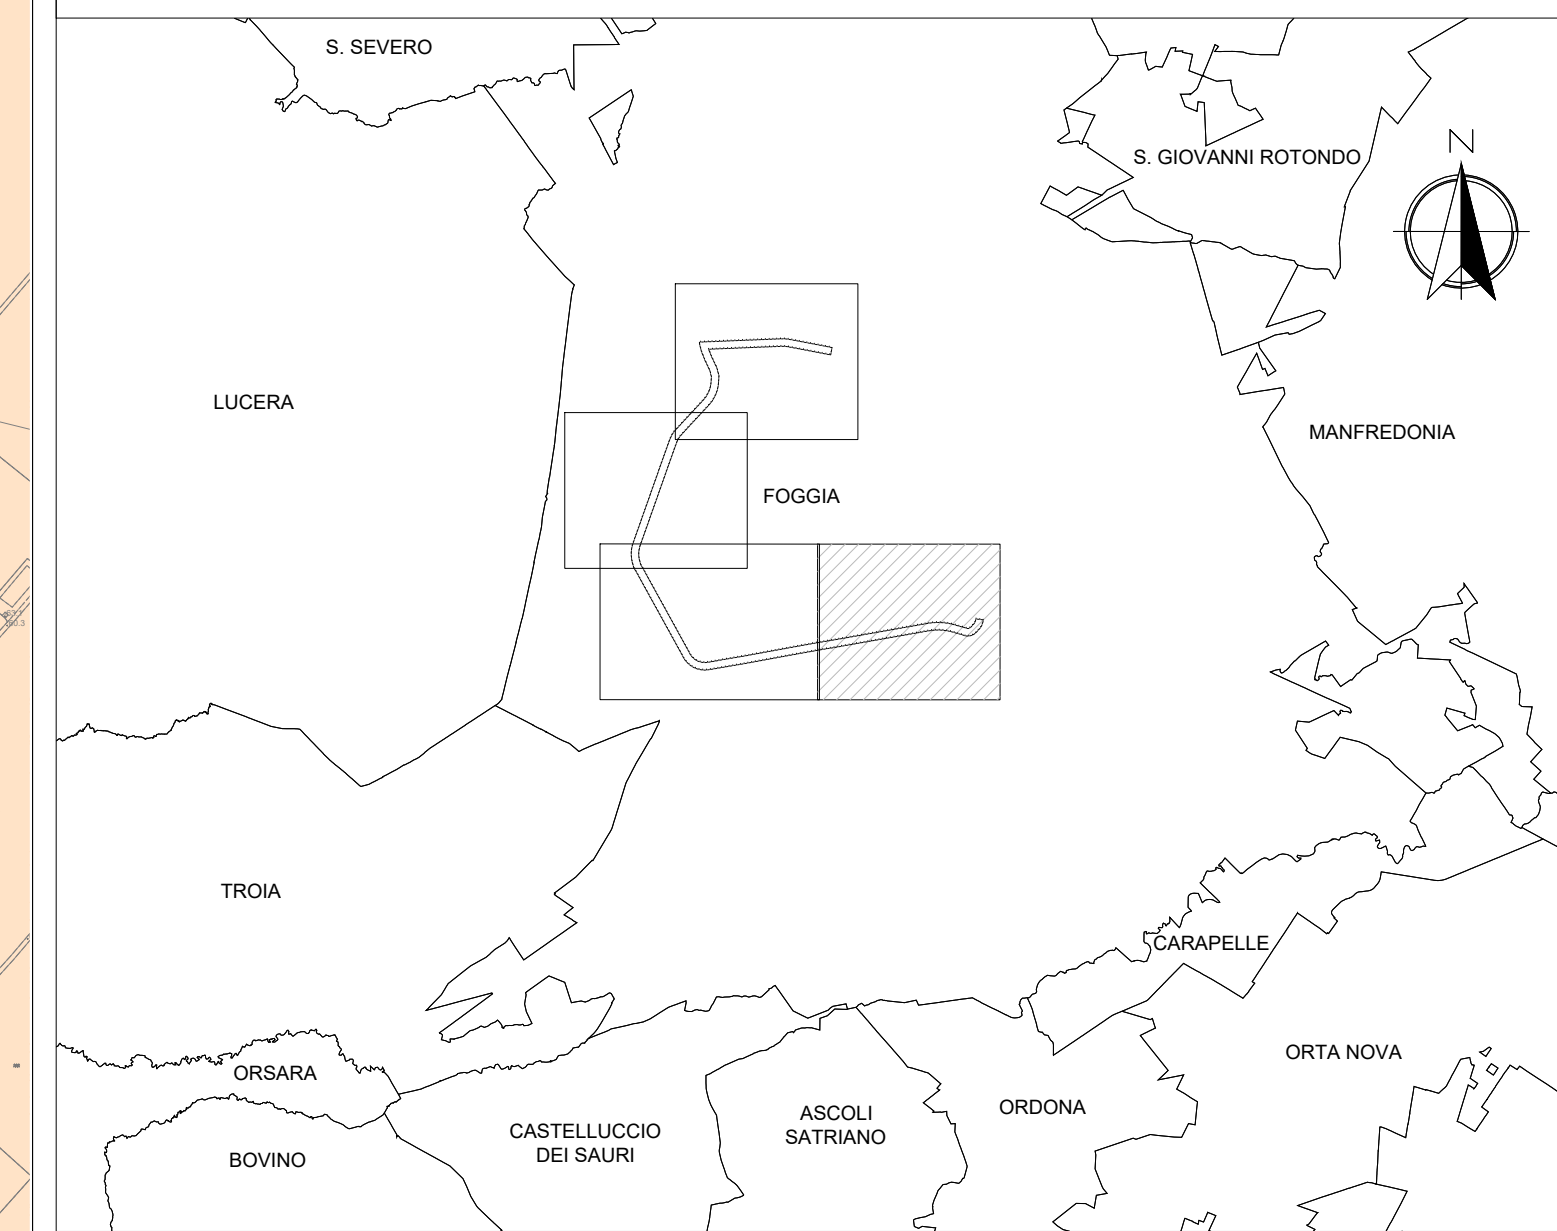 S. SEVERO
N
S. GIOVANNI ROTONDO
LUCERA
MANFREDONIA
FOGGIA
TROIA
CARAPELLE
ORTA NOVA
ORSARA
ORDONA
ASCOLI
SATRIANO
CASTELLUCCIO
DEI SAURI
BOVINO